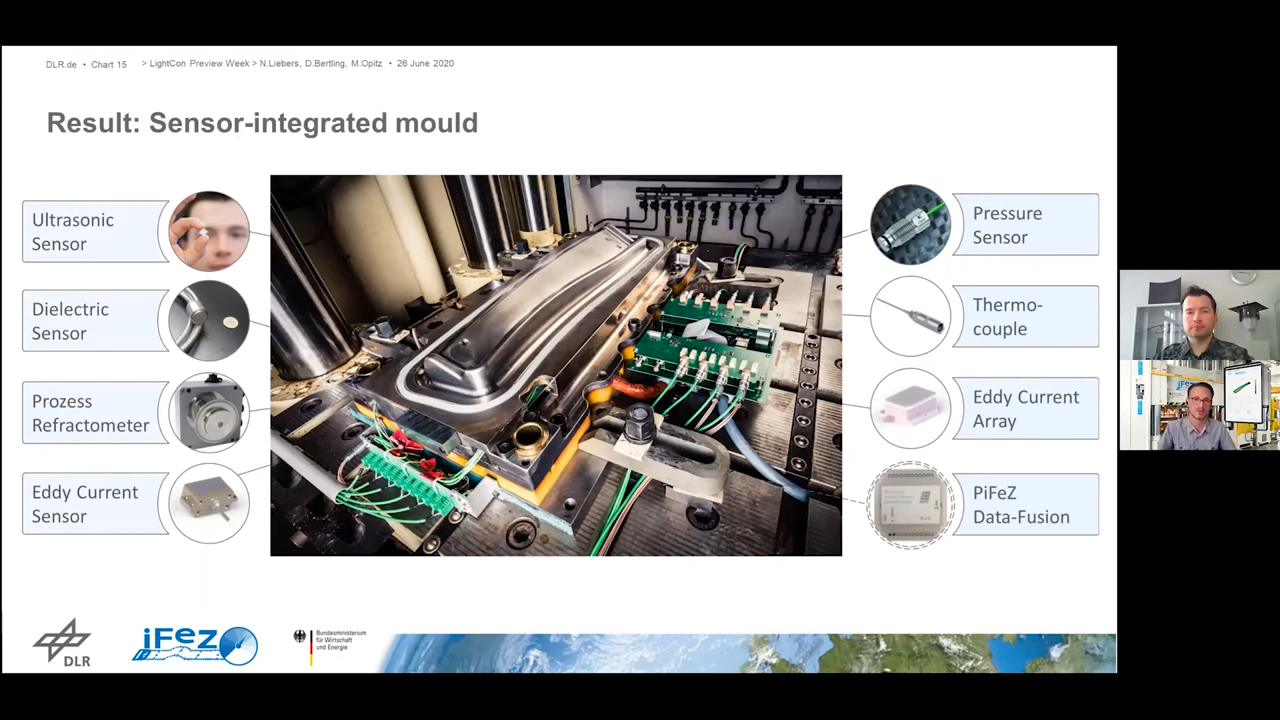 DLR.de • Chart 15 > LightCon Preview Week > N.Liebers, D.Bertling, M.Opitz • 26 June 2020
Result: Sensor-integrated mould
Ultrasonic
Sensor
Dielectric
Sensor
Prozess
Refractometer
Eddy Current
Sensor
Pressure
Sensor
Thermo-
couple
Eddy Current
Array
PiFeZ
Data-Fusion
DLR
iFeZ
Bundesministerium
für Wirtschaft
und Energie